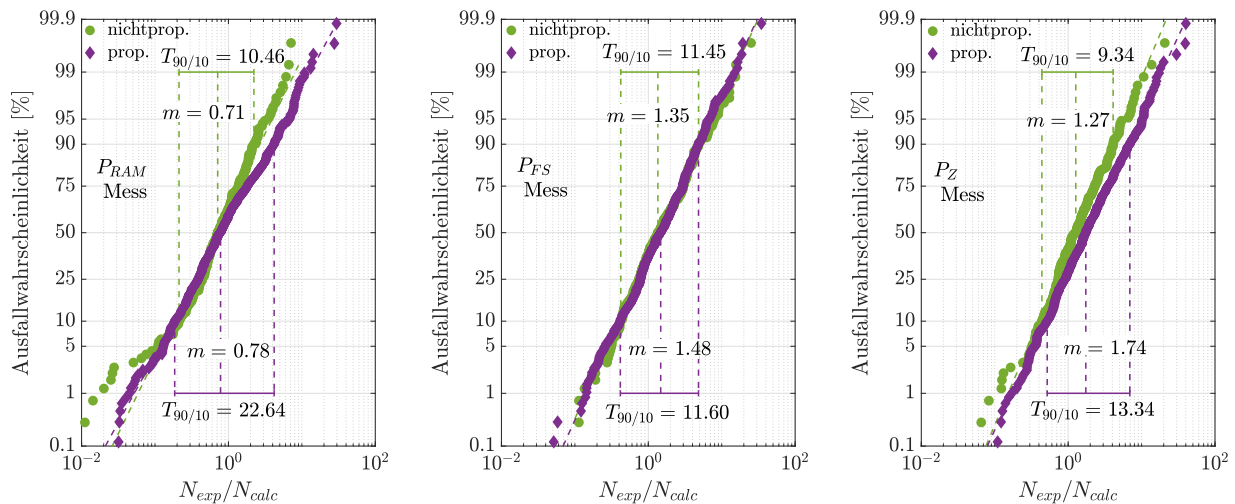 99.9
99
95
90
75
50
25
10
5
1
0.1
Ausfallwahrscheinlichkeit [%]
nichtprop.
prop.
T90/10 = 10.46
m = 0.71
PRAM
Mess
m = 0.78
T90/10 = 22.64
10−2
100
102
Nexp/Ncalc
99.9
99
95
90
75
50
25
10
5
1
0.1
Ausfallwahrscheinlichkeit [%]
nichtprop.
prop.
T90/10 = 11.45
m = 1.35
PFS
Mess
m = 1.48
T90/10 = 11.60
10−2
100
102
Nexp/Ncalc
99.9
99
95
90
75
50
25
10
5
1
0.1
Ausfallwahrscheinlichkeit [%]
nichtprop.
prop.
T90/10 = 9.34
m = 1.27
PZ
Mess
m = 1.74
T90/10 = 13.34
10−2
100
102
Nexp/Ncalc